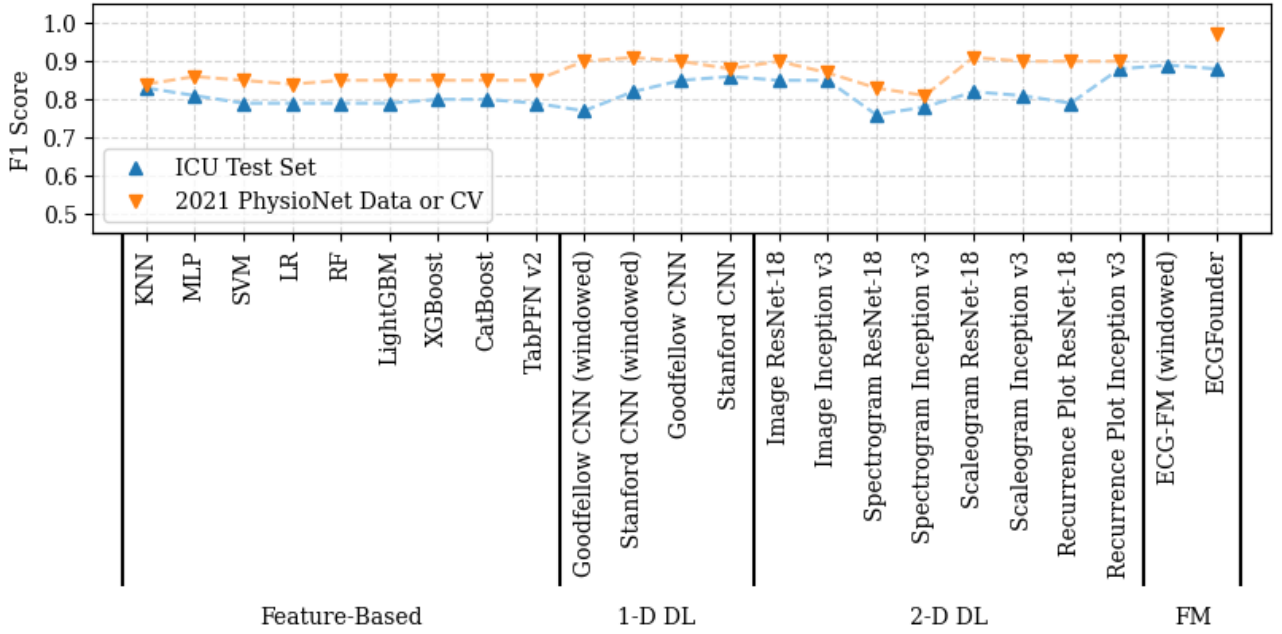 1.0
0.9
0.8
0.7
0.6
0.5
F1 Score
ICU Test Set
2021 PhysioNet Data or CV
KNN
MLP
SVM
LR
RF
LightGBM
XGBoost
CatBoost
TabPFN v2
Goodfellow CNN (windowed)
Stanford CNN (windowed)
Goodfellow CNN
Stanford CNN
Image ResNet-18
Image Inception v3
Spectrogram ResNet-18
Spectrogram Inception v3
Scaleogram ResNet-18
Scaleogram Inception v3
Recurrence Plot ResNet-18
Recurrence Plot Inception v3
ECG-FM (windowed)
ECGFounder
Feature-Based
1-D DL
2-D DL
FM